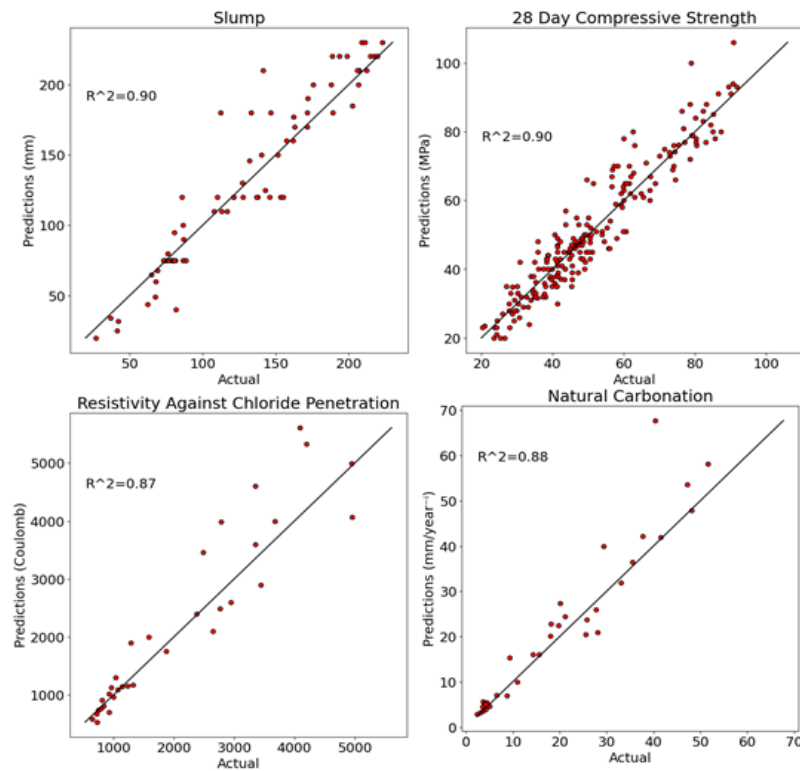 Slump
28 Day Compressive Strength
R^2=0.90
R^2=0.90
Predictions (mm)
200
150
100
50
50 100 150 200
Actual
Predictions (MPa)
100
80
60
40
20
20 40 60 80 100
Actual
Resistivity Against Chloride Penetration
Natural Carbonation
R^2=0.87
R^2=0.88
Predictions (Coulomb)
5000
4000
3000
2000
1000
1000 2000 3000 4000 5000
Actual
Predictions (mm/year⁻ⁱ)
70
60
50
40
30
20
10
0
0 10 20 30 40 50 60 70
Actual